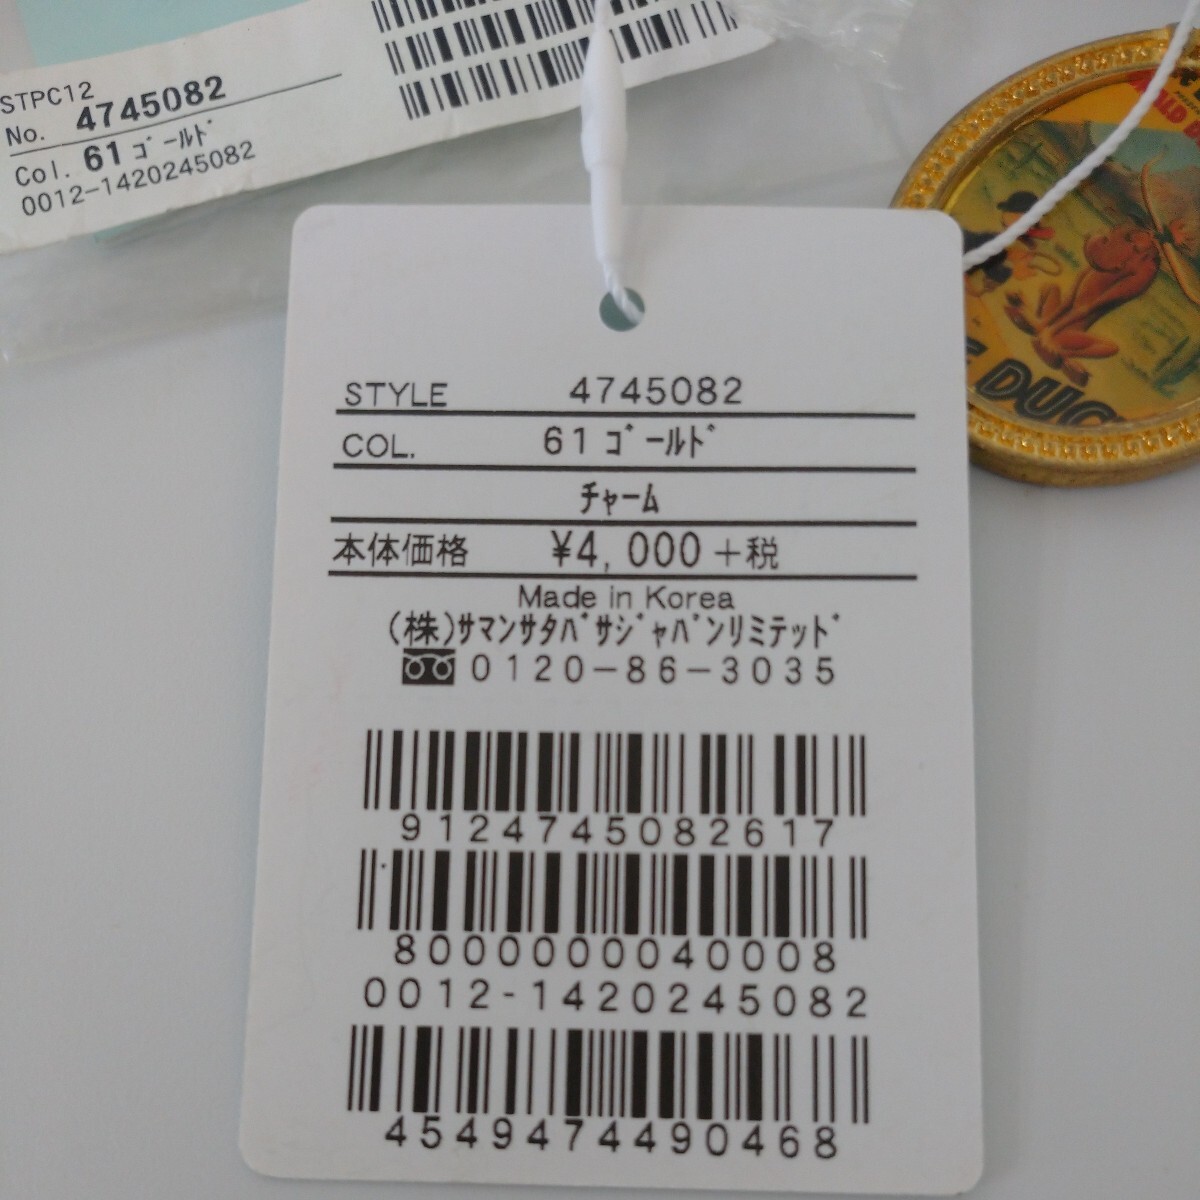 STPC12
No. 4745082
Col. 61 ｺﾞｰﾙﾄﾞ
0012-1420245082
STYLE 4745082
COL. 61 ｺﾞｰﾙﾄﾞ
ﾁｬｰﾑ
本体価格 ¥4,000+税
Made in Korea
(株)ｻﾏﾝｻﾀﾊﾞｻｼﾞｬﾊﾟﾝﾘﾐﾃｯﾄﾞ
0120-86-3035
9124745082617
8000000040008
0012-1420245082
4549474490468